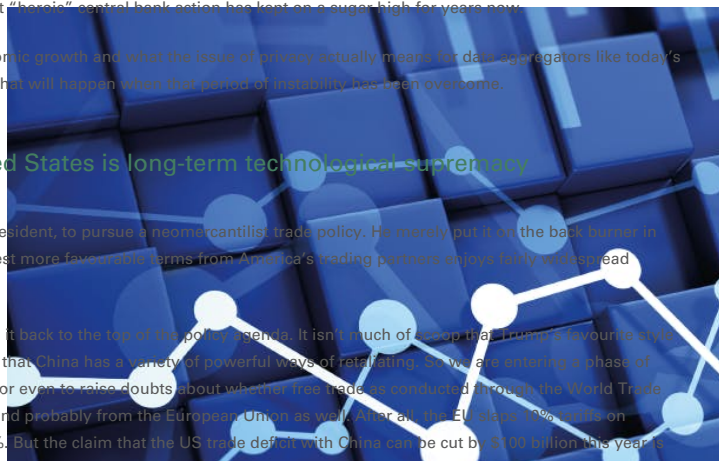 t “heroic” central bank action has kept on a sugar high for years now.
omic growth and what the issue of privacy actually means for data aggregators like today’s
hat will happen when that period of instability has been overcome.
ed States is long-term technological supremacy
esident, to pursue a neomercantilist trade policy. He merely put it on the back burner in
est more favourable terms from America’s trading partners enjoys fairly widespread
it back to the top of the policy agenda. It isn’t much of scoop that Trump’s favourite style
that China has a variety of powerful ways of retaliating. So we are entering a phase of
or even to raise doubts about whether free trade as conducted through the World Trade
nd probably from the European Union as well. After all, the EU slaps 10% tariffs on
%. But the claim that the US trade deficit with China can be cut by $100 billion this year is